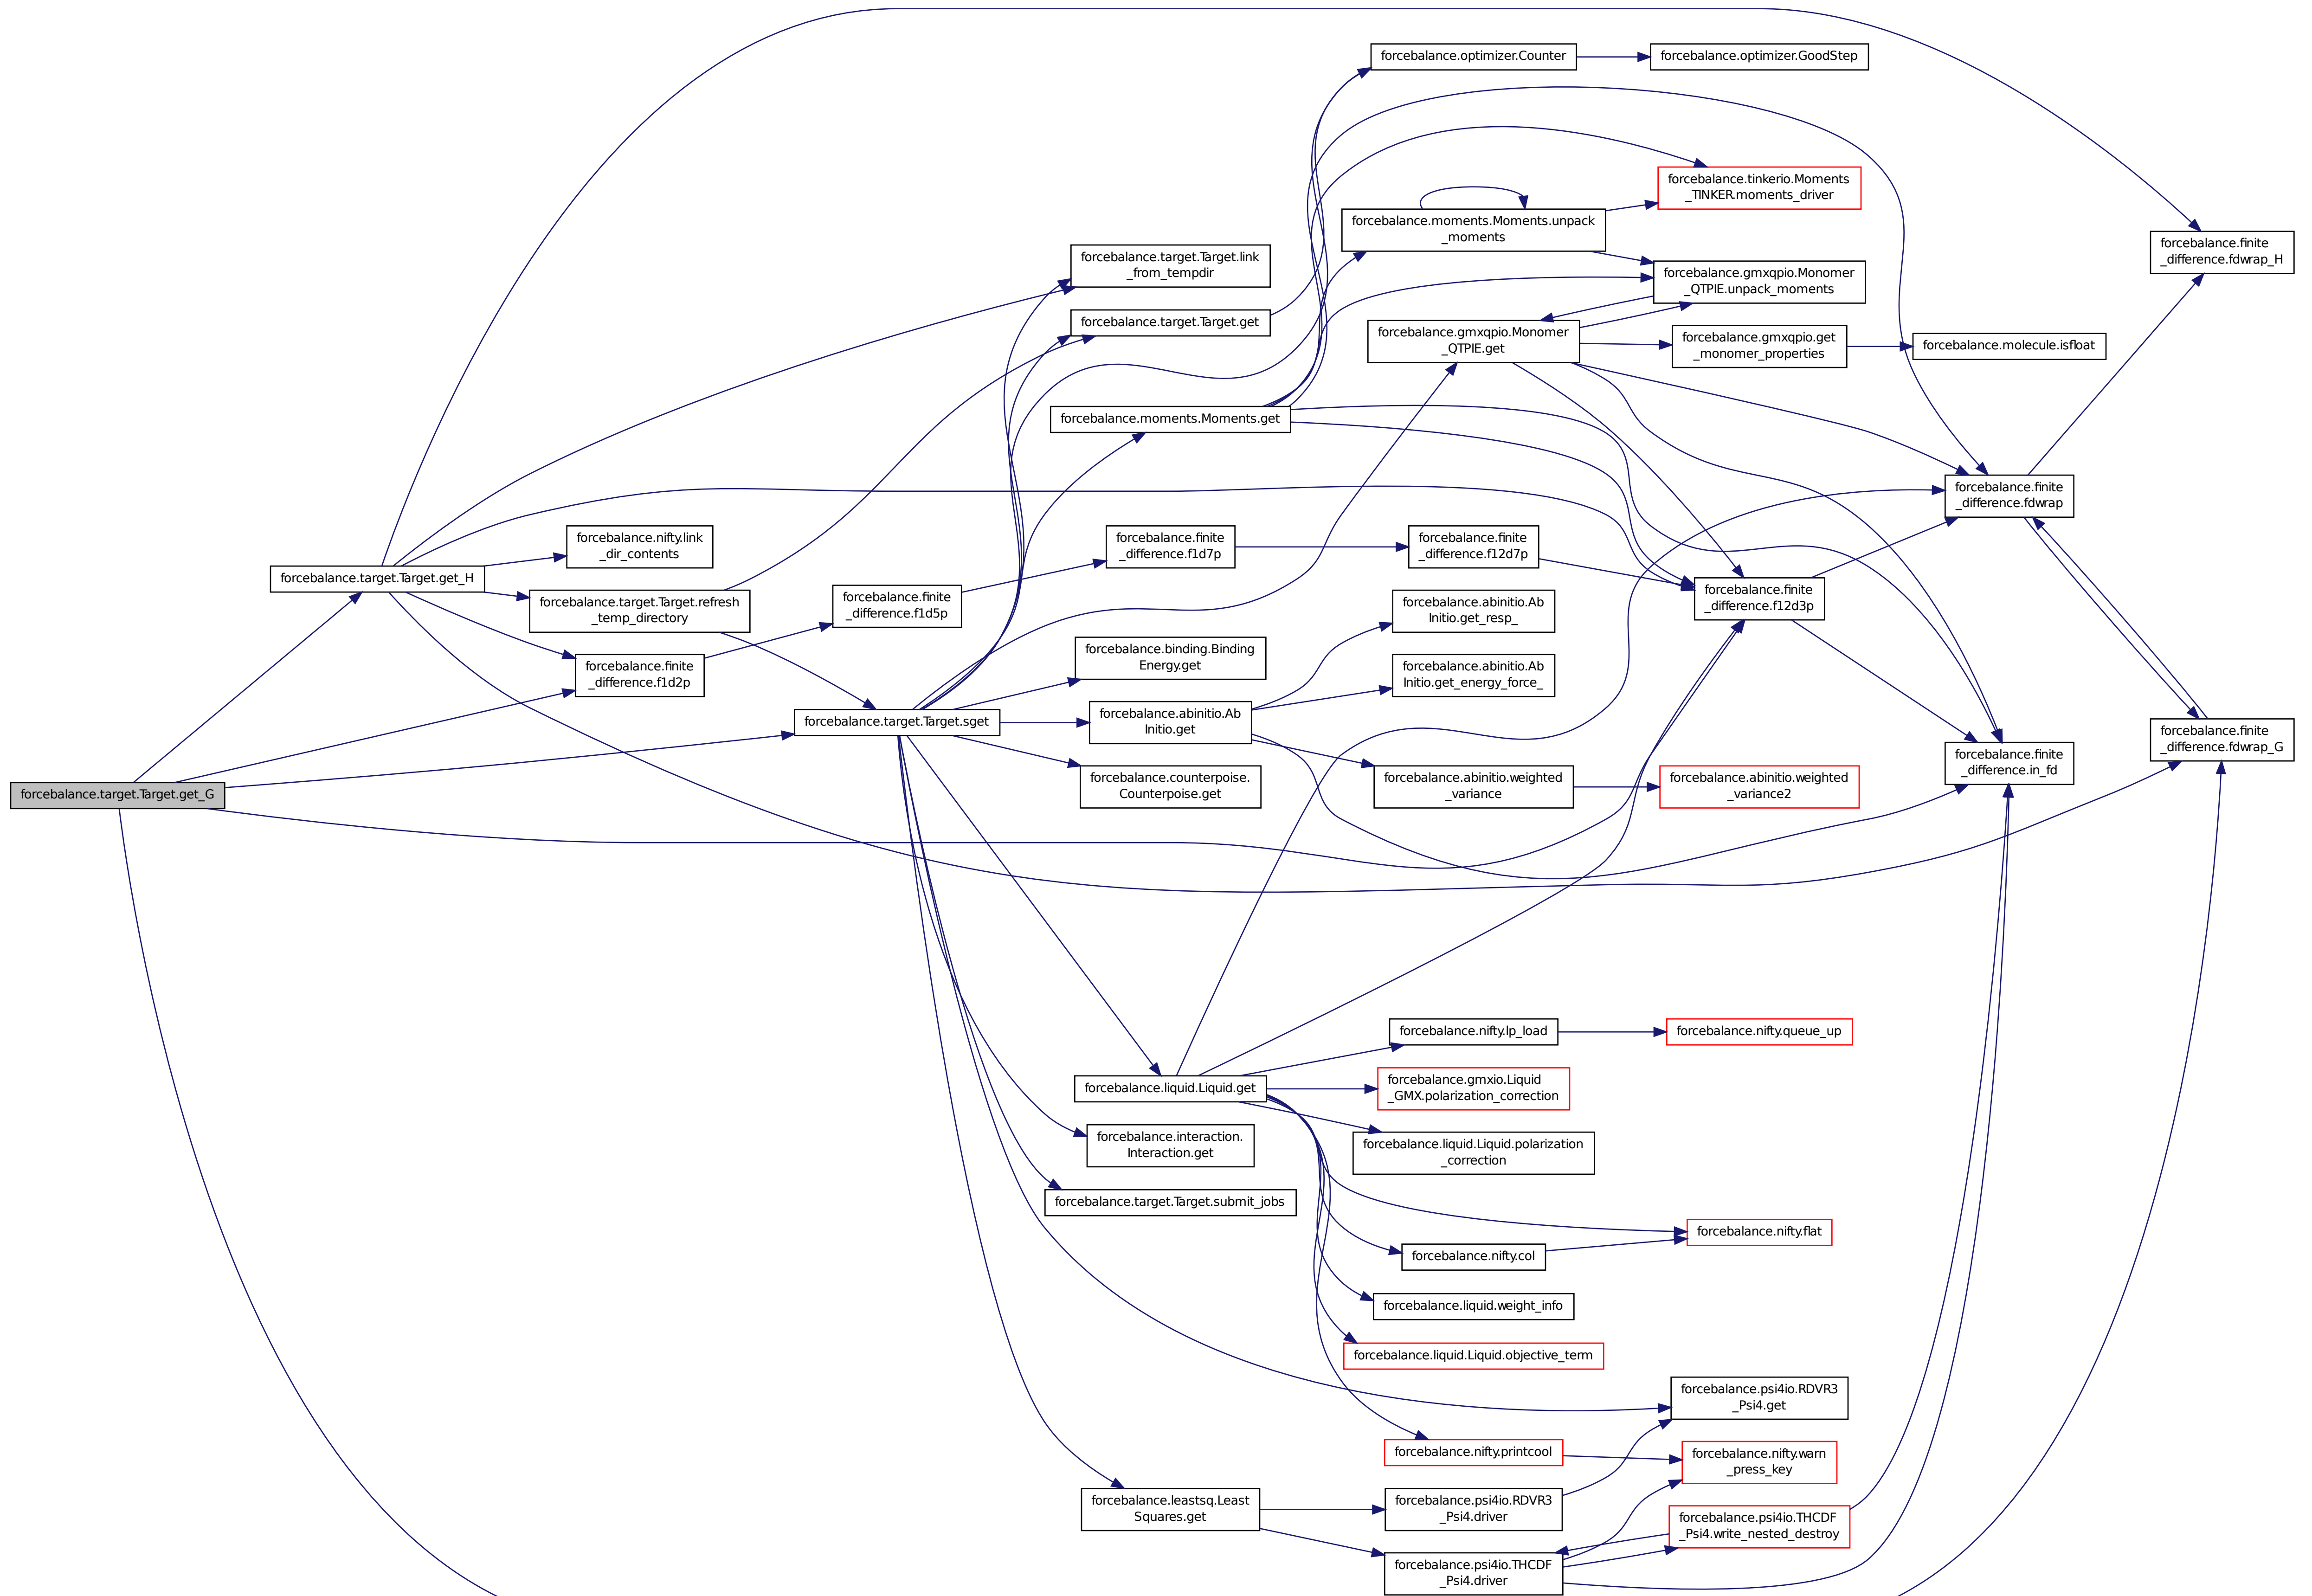 forcebalance.optimizer.Counter
forcebalance.optimizer.GoodStep
forcebalance.tinkerio.Moments
_TINKER.moments_driver
forcebalance.moments.Moments.unpack
_moments
forcebalance.finite
_difference.fdwrap_H
forcebalance.target.Target.link
_from_tempdir
forcebalance.gmxqpio.Monomer
_QTPIE.unpack_moments
forcebalance.target.Target.get
forcebalance.gmxqpio.Monomer
_QTPIE.get
forcebalance.gmxqpio.get
_monomer_properties
forcebalance.molecule.isfloat
forcebalance.moments.Moments.get
forcebalance.finite
_difference.fdwrap
forcebalance.nifty.link
_dir_contents
forcebalance.finite
_difference.f1d7p
forcebalance.finite
_difference.f12d7p
forcebalance.target.Target.get_H
forcebalance.target.Target.refresh
_temp_directory
forcebalance.finite
_difference.f1d5p
forcebalance.abinitio.Ab
Initio.get_resp_
forcebalance.finite
_difference.f12d3p
forcebalance.finite
_difference.f1d2p
forcebalance.binding.Binding
Energy.get
forcebalance.abinitio.Ab
Initio.get_energy_force_
forcebalance.target.Target.sget
forcebalance.abinitio.Ab
Initio.get
forcebalance.finite
_difference.fdwrap_G
forcebalance.finite
_difference.in_fd
forcebalance.target.Target.get_G
forcebalance.counterpoise.
Counterpoise.get
forcebalance.abinitio.weighted
_variance
forcebalance.abinitio.weighted
_variance2
forcebalance.nifty.lp_load
forcebalance.nifty.queue_up
forcebalance.liquid.Liquid.get
forcebalance.gmxio.Liquid
_GMX.polarization_correction
forcebalance.interaction.
Interaction.get
forcebalance.liquid.Liquid.polarization
_correction
forcebalance.target.Target.submit_jobs
forcebalance.nifty.flat
forcebalance.nifty.col
forcebalance.liquid.weight_info
forcebalance.liquid.Liquid.objective_term
forcebalance.psi4io.RDVR3
_Psi4.get
forcebalance.nifty.printcool
forcebalance.nifty.warn
_press_key
forcebalance.leastsq.Least
Squares.get
forcebalance.psi4io.RDVR3
_Psi4.driver
forcebalance.psi4io.THCDF
_Psi4.write_nested_destroy
forcebalance.psi4io.THCDF
_Psi4.driver